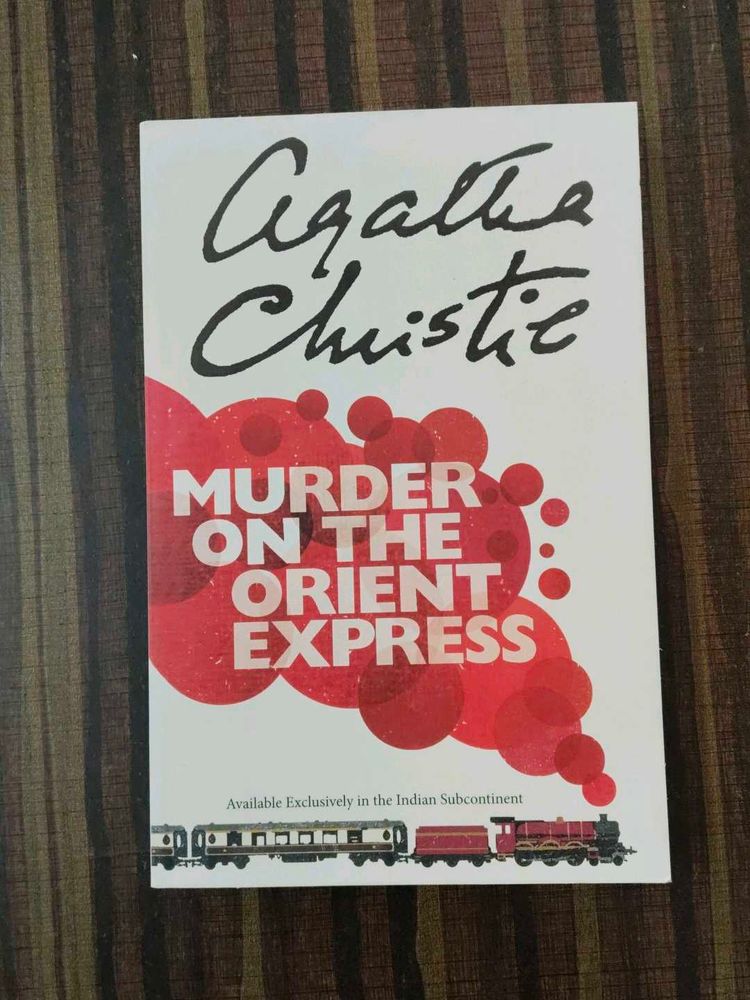 Agatha
Christie
MURDER
ON THE
ORIENT
EXPRESS
Available Exclusively in the Indian Subcontinent